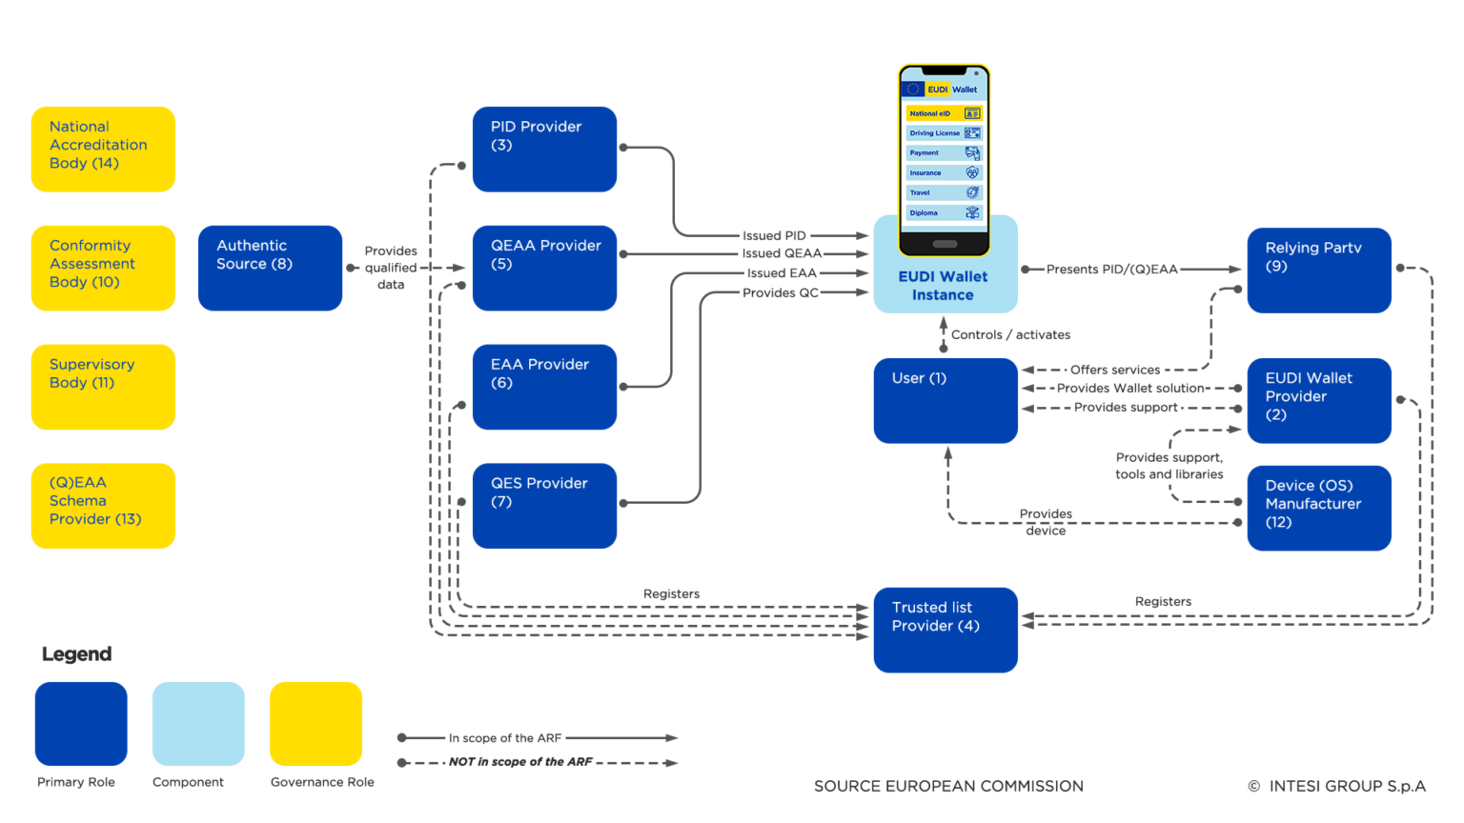 EUDI Wallet
National eID
Driving License
Payment
Insurance
Travel
Diploma
National
Accreditation
Body (14)
Conformity
Assessment
Body (10)
Supervisory
Body (11)
(Q)EAA
Schema
Provider (13)
Authentic
Source (8)
Provides
qualified
data
PID Provider
(3)
QEAA Provider
(5)
EAA Provider
(6)
QES Provider
(7)
Issued PID
Issued QEAA
Issued EAA
Provides QC
EUDI Wallet
Instance
Presents PID/(Q)EAA
Controls / activates
User (1)
Offers services
Provides Wallet solution
Provides support
Provides support,
tools and libraries
Provides
device
Relying Partv
(9)
EUDI Wallet
Provider
(2)
Device (OS)
Manufacturer
(12)
Registers
Trusted list
Provider (4)
Registers
Legend
Primary Role
Component
Governance Role
In scope of the ARF
NOT in scope of the ARF
SOURCE EUROPEAN COMMISSION
© INTESI GROUP S.p.A